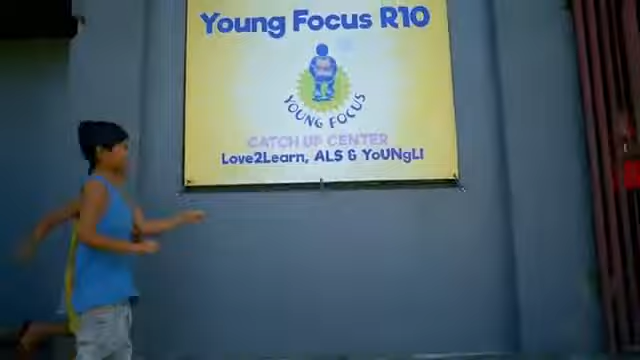 Young Focus R10
YOUNG FOCUS
CATCH UP CENTER
Love2Learn, ALS & YoUNgLI